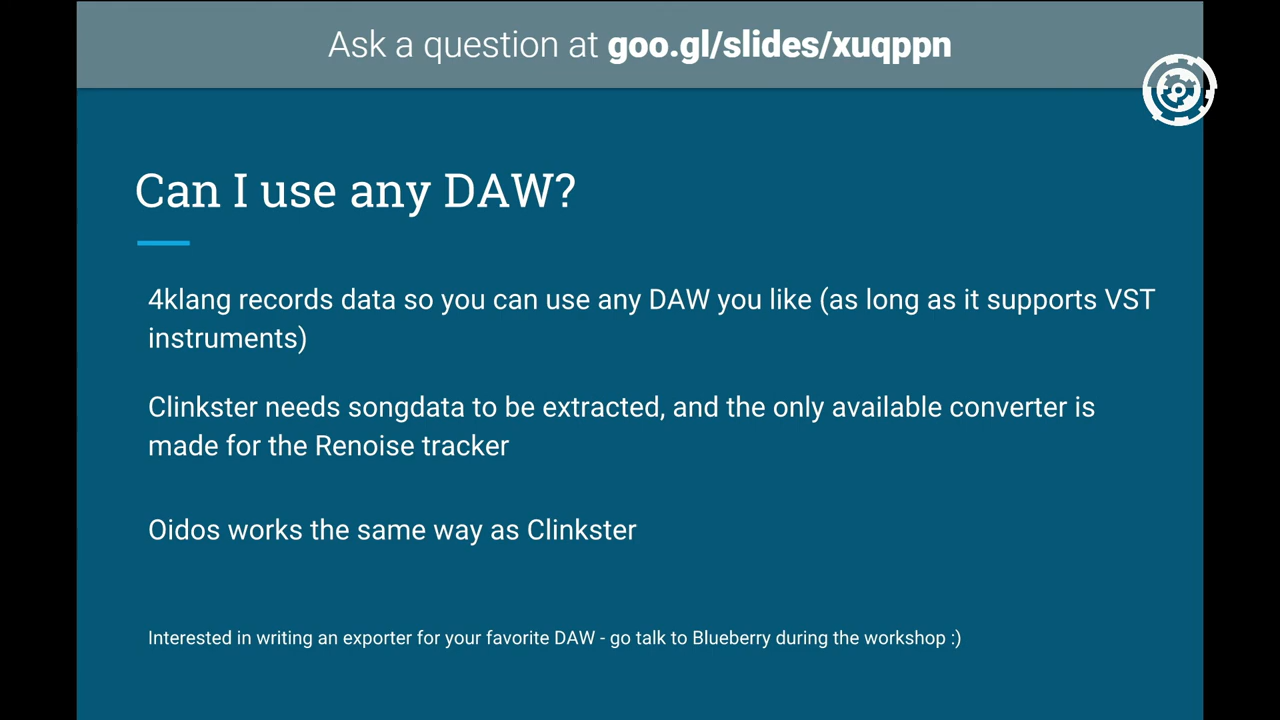 Ask a question at goo.gl/slides/xuqppn
Can I use any DAW?
4klang records data so you can use any DAW you like (as long as it supports VST
instruments)
Clinkster needs songdata to be extracted, and the only available converter is
made for the Renoise tracker
Oidos works the same way as Clinkster
Interested in writing an exporter for your favorite DAW - go talk to Blueberry during the workshop :)